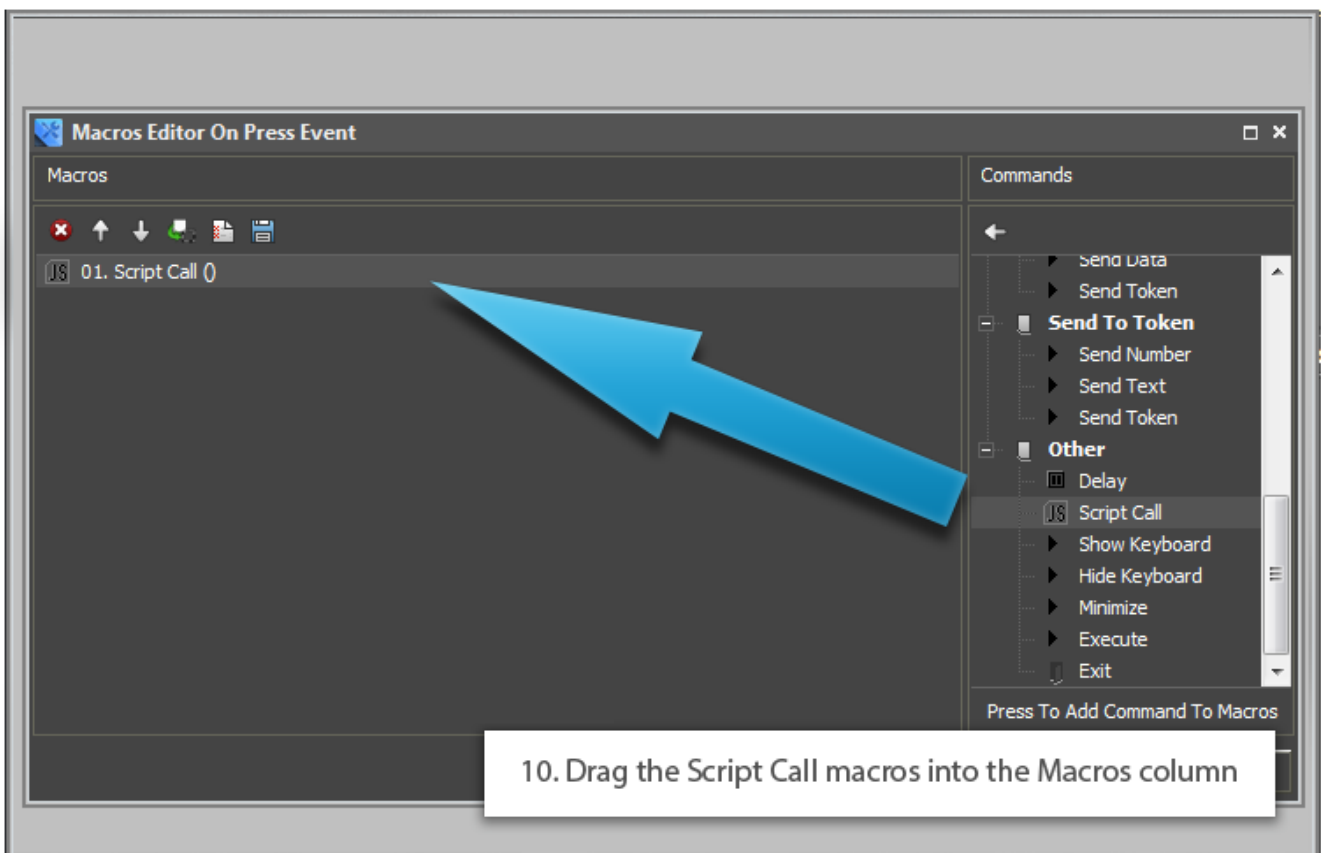 Macros Editor On Press Event
Macros
Commands
JS 01. Script Call ()
Send Data
Send Token
Send To Token
Send Number
Send Text
Send Token
Other
Delay
JS Script Call
Show Keyboard
Hide Keyboard
Minimize
Execute
Exit
Press To Add Command To Macros
10. Drag the Script Call macros into the Macros column